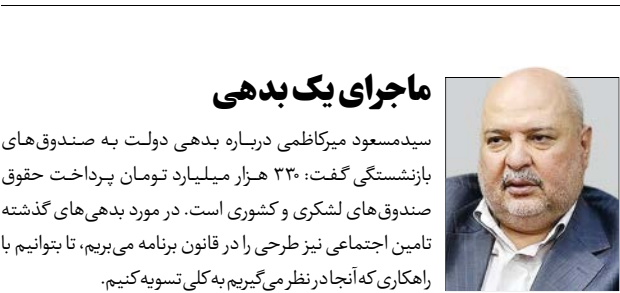 ماجرای یک بدهی
سیدمسعود میرکاظمی درباره بدهی دولت به صندوق‌های
بازنشستگی گفت: ۳۳۰ هزار میلیارد تومان پرداخت حقوق
صندوق‌های لشکری و کشوری است. در مورد بدهی‌های گذشته
تامین اجتماعی نیز طرحی را در قانون برنامه می‌بریم، تا بتوانیم با
راهکاری که آنجا در نظر می‌گیریم به کلی تسویه کنیم.